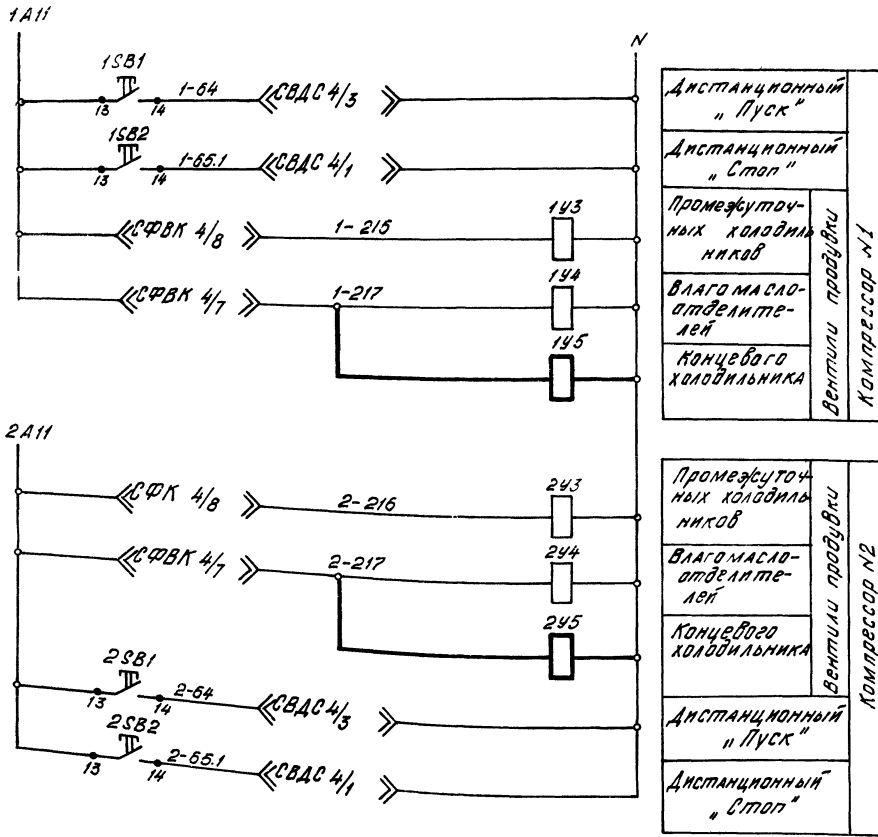 1А11
N
1SB1
13
14
1-64
СВДС 4/3
Дистанционный
„ Пуск"
1SB2
13
14
1-65.1
СВДС 4/1
Дистанционный
„ Стоп"
СФВК 4/8
1-215
1У3
Промежуточ-
ных холодиль
ников
СФВК 4/7
1-217
1У4
Влагомасло-
отделите-
лей
1У5
Концевого
холодильника
Вентили продувки
Компрессор N1
2А11
СФК 4/8
2-216
2У3
Промежуточ-
ных холодиль
ников
СФВК 4/7
2-217
2У4
Влагомасло-
отделите-
лей
2У5
Концевого
холодильника
Вентили продувки
Компрессор N2
2SB1
13
14
2-64
СВДС 4/3
Дистанционный
„ Пуск"
2SB2
13
14
2-65.1
СВДС 4/1
Дистанционный
„ Стоп"